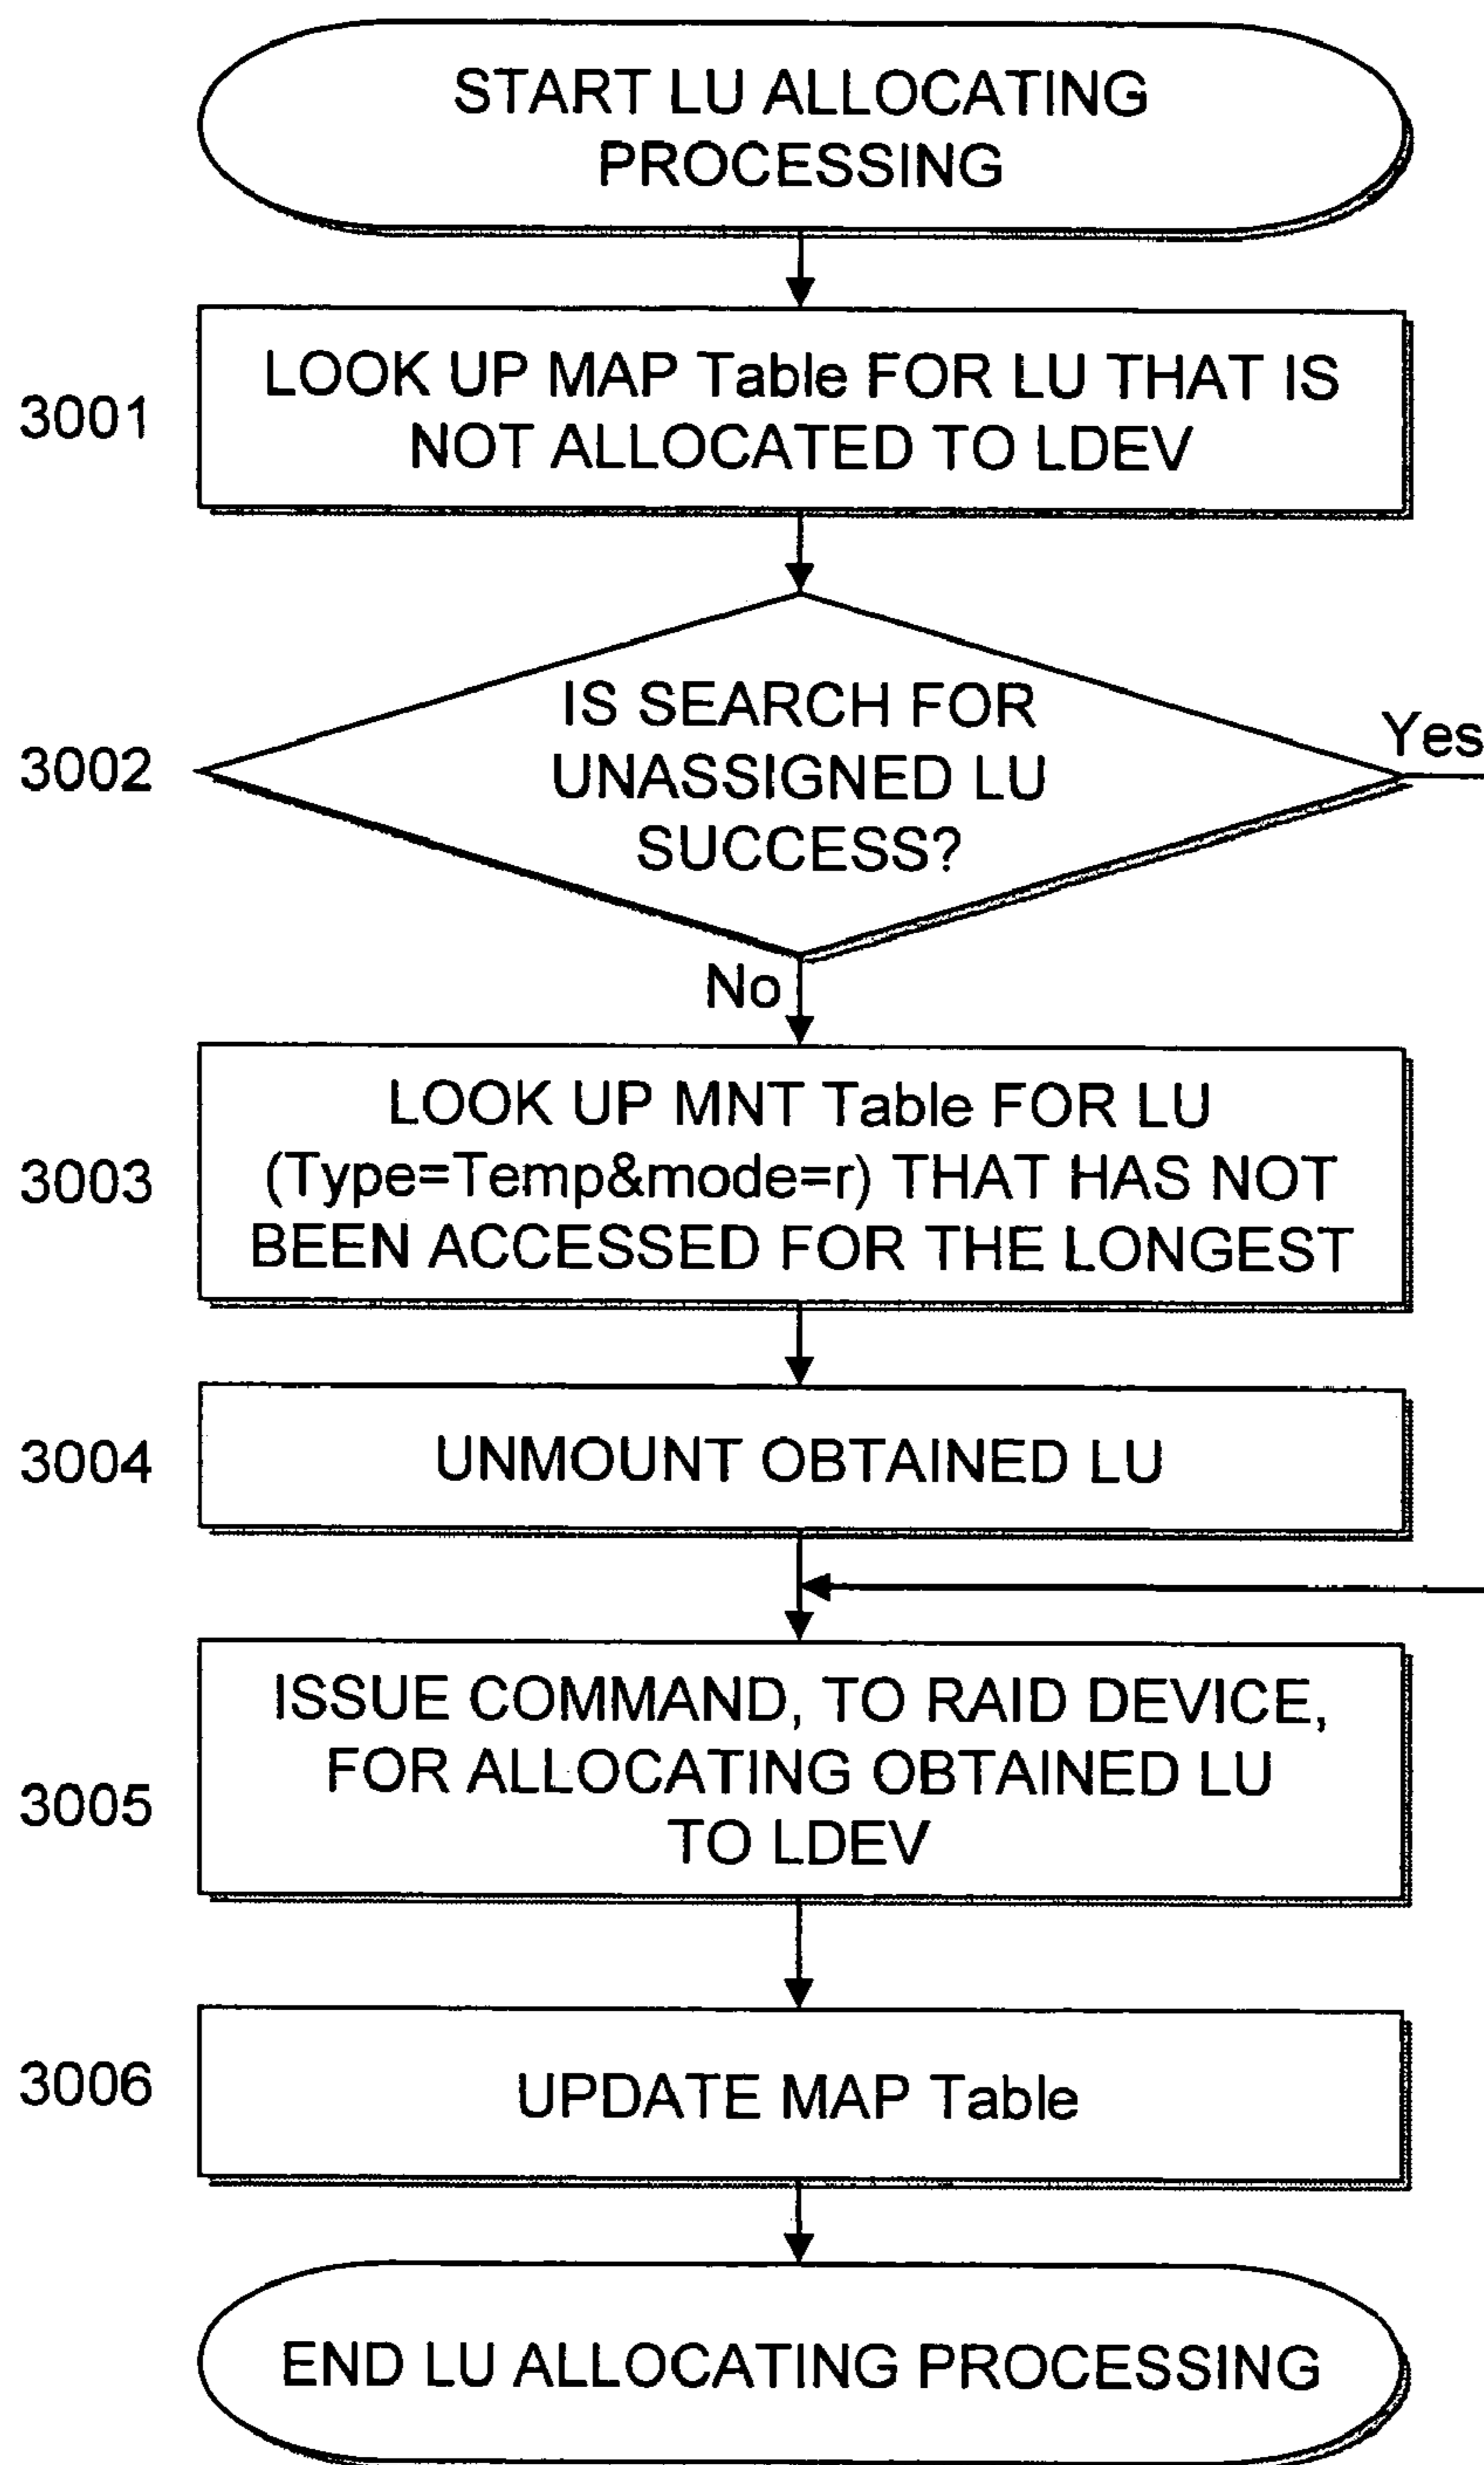 START LU ALLOCATING
PROCESSING
3001
LOOK UP MAP Table FOR LU THAT IS
NOT ALLOCATED TO LDEV
3002
IS SEARCH FOR
UNASSIGNED LU
SUCCESS?
Yes
No
3003
LOOK UP MNT Table FOR LU
(Type=Temp&mode=r) THAT HAS NOT
BEEN ACCESSED FOR THE LONGEST
3004
UNMOUNT OBTAINED LU
3005
ISSUE COMMAND, TO RAID DEVICE,
FOR ALLOCATING OBTAINED LU
TO LDEV
3006
UPDATE MAP Table
END LU ALLOCATING PROCESSING